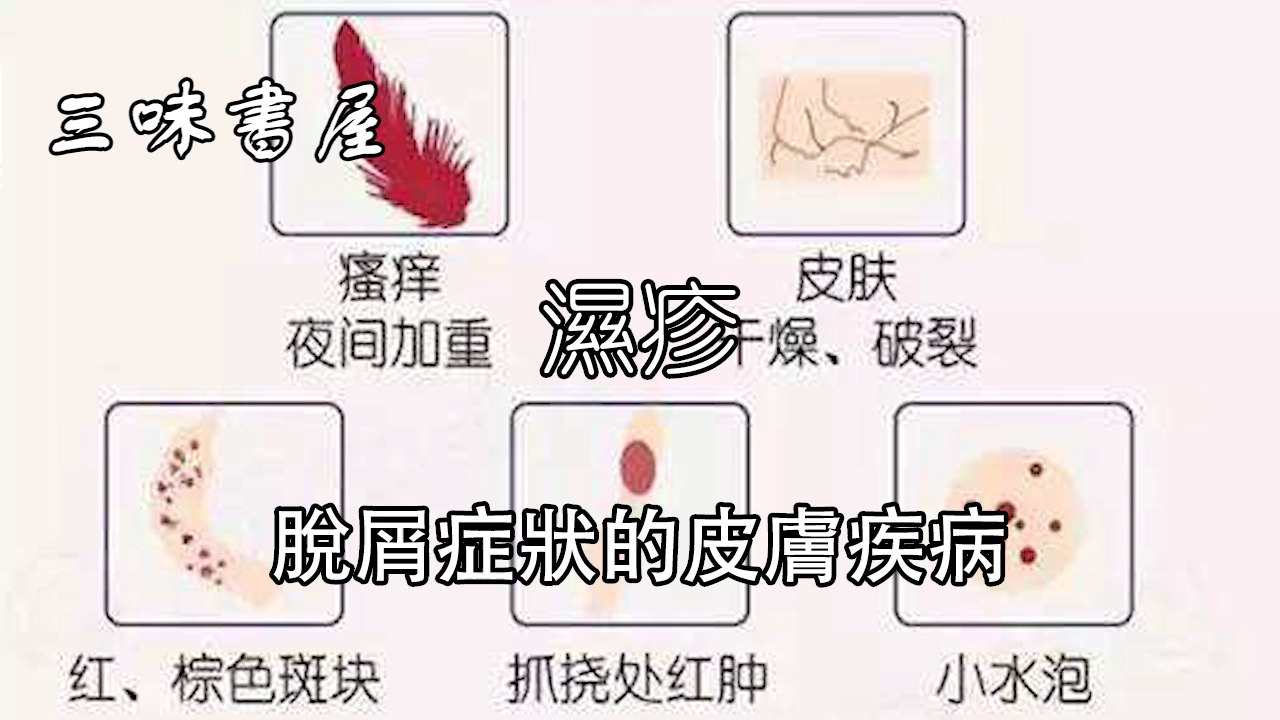 三味書屋
瘙痒
夜间加重
皮肤
干燥、破裂
濕疹
脫屑症狀的皮膚疾病
红、棕色斑块
抓挠处红肿
小水泡